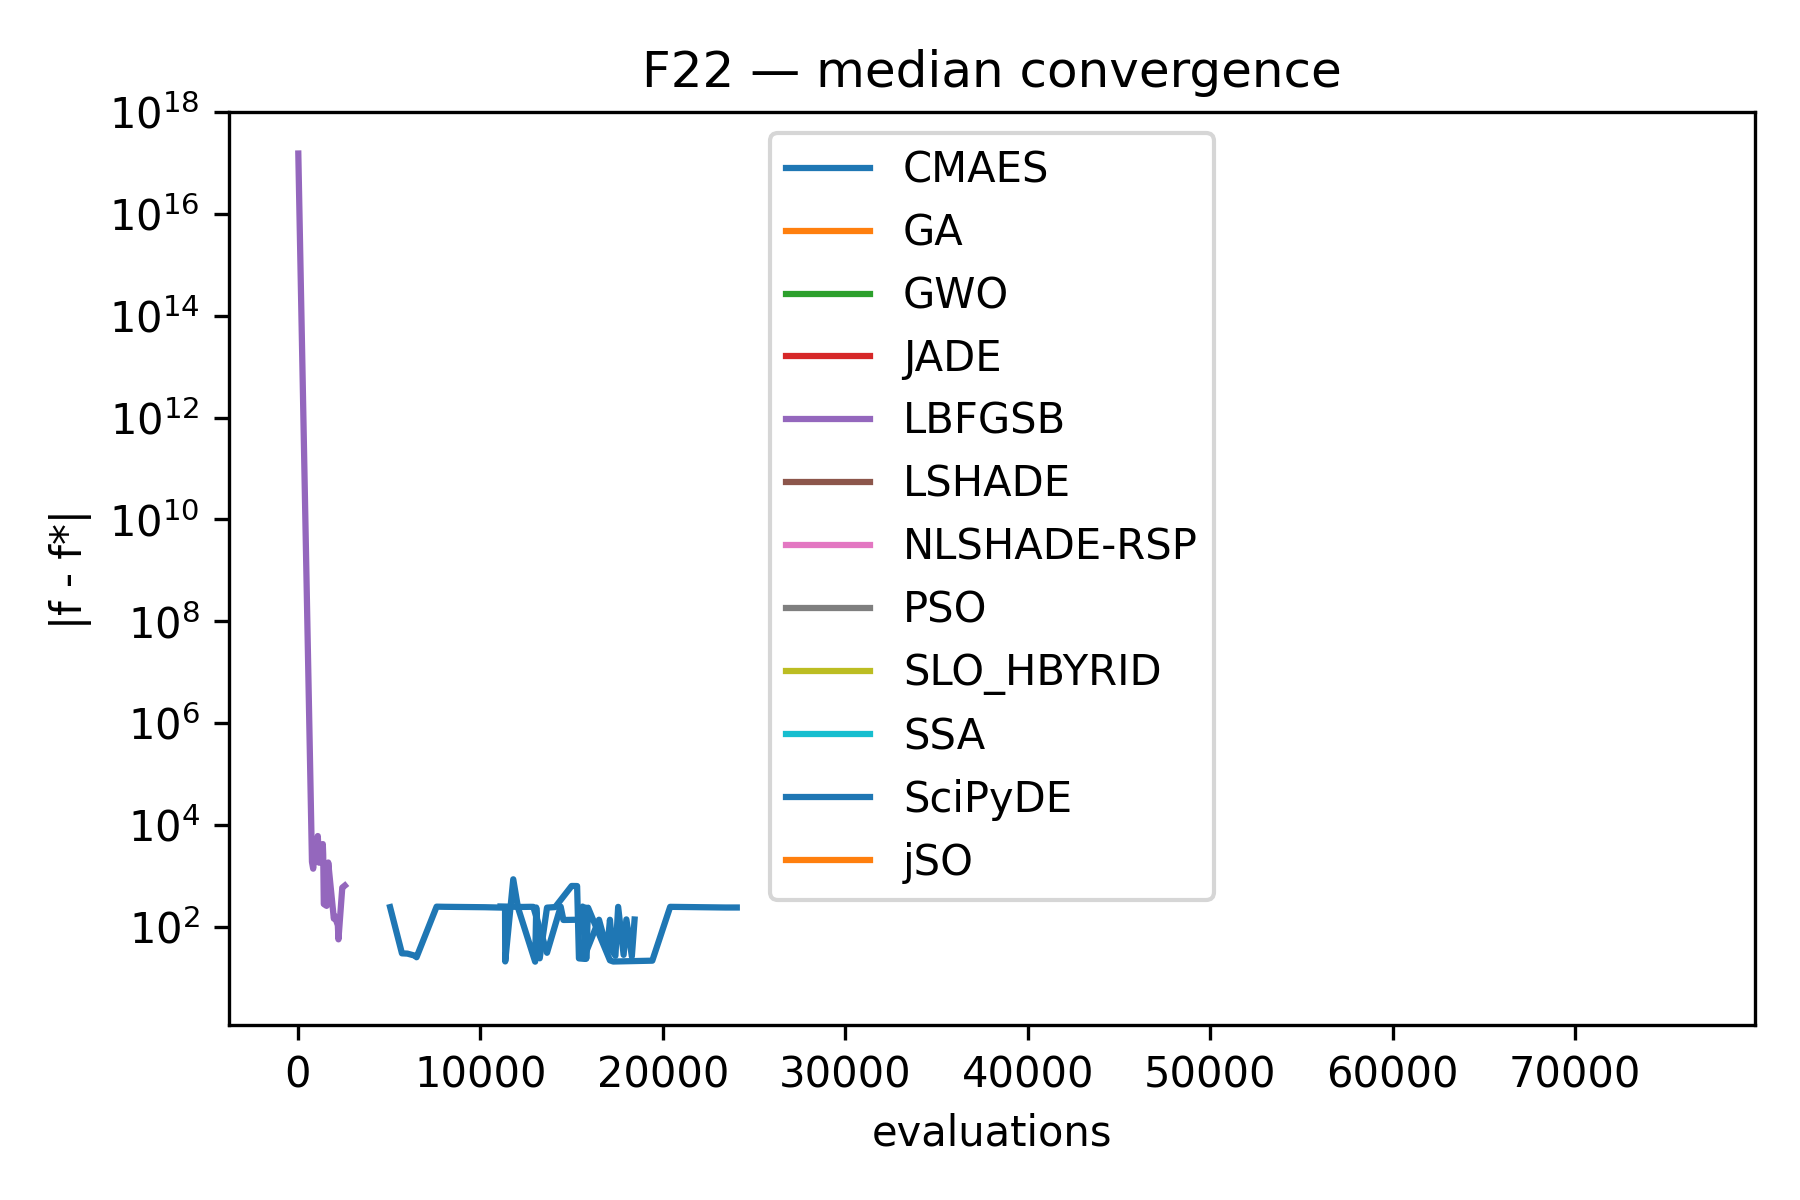 F22 — median convergence
10^18
10^16
10^14
10^12
10^10
10^8
10^6
10^4
10^2
|f - f*|
CMAES
GA
GWO
JADE
LBFGSB
LSHADE
NLSHADE-RSP
PSO
SLO_HBYRID
SSA
SciPyDE
jSO
0 10000 20000 30000 40000 50000 60000 70000
evaluations